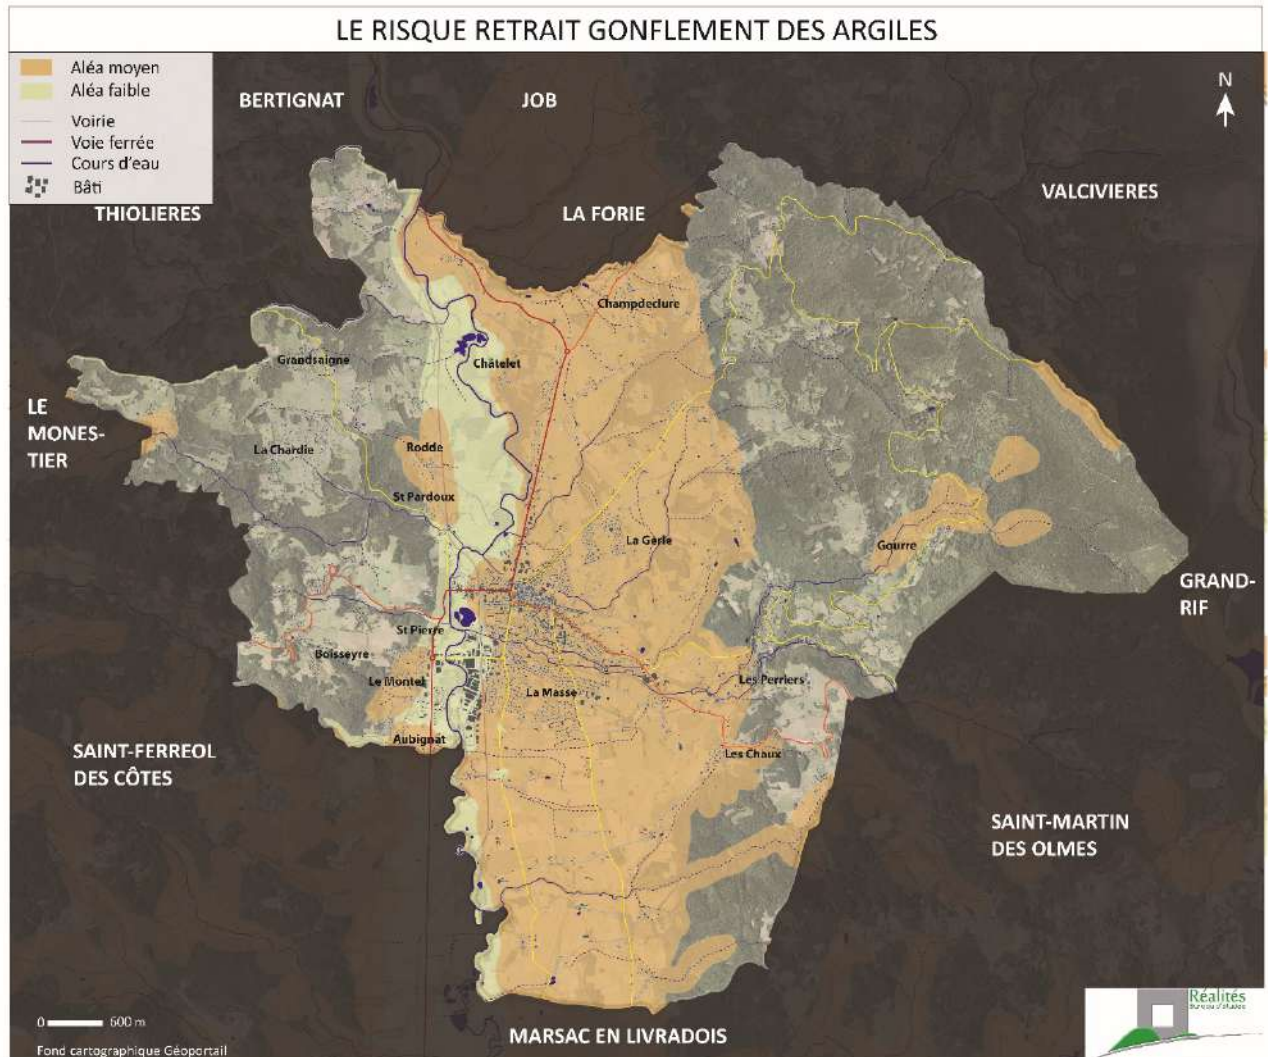 LE RISQUE RETRAIT GONFLEMENT DES ARGILES
Aléa moyen
Aléa faible
Voirie
Voie ferrée
Cours d'eau
Bâti
N
BERTIGNAT
JOB
VALCIVIERES
THIOLIERES
LA FORIE
Champdeclure
Grandsaigne
Châtelet
LE
MONES-
TIER
La Chardie
Rodde
St Pardoux
La Gerle
Gourre
GRAND-
RIF
St Pierre
Boisseyre
Le Montel
La Masse
Les Perriers
Aubignat
Les Chaux
SAINT-FERREOL
DES CÔTES
SAINT-MARTIN
DES OLMES
0 600 m
MARSAC EN LIVRADOIS
Fond cartographique Géoportail
Réalités
Bureau d'études